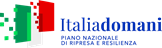 Italiadomani
PIANO NAZIONALE
DI RIPRESA E RESILIENZA